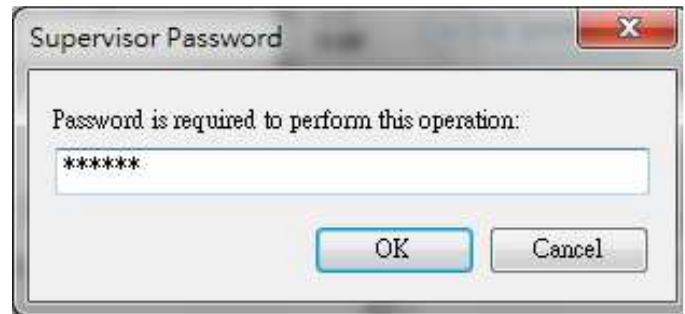 Supervisor Password
Password is required to perform this operation:
******
OK
Cancel